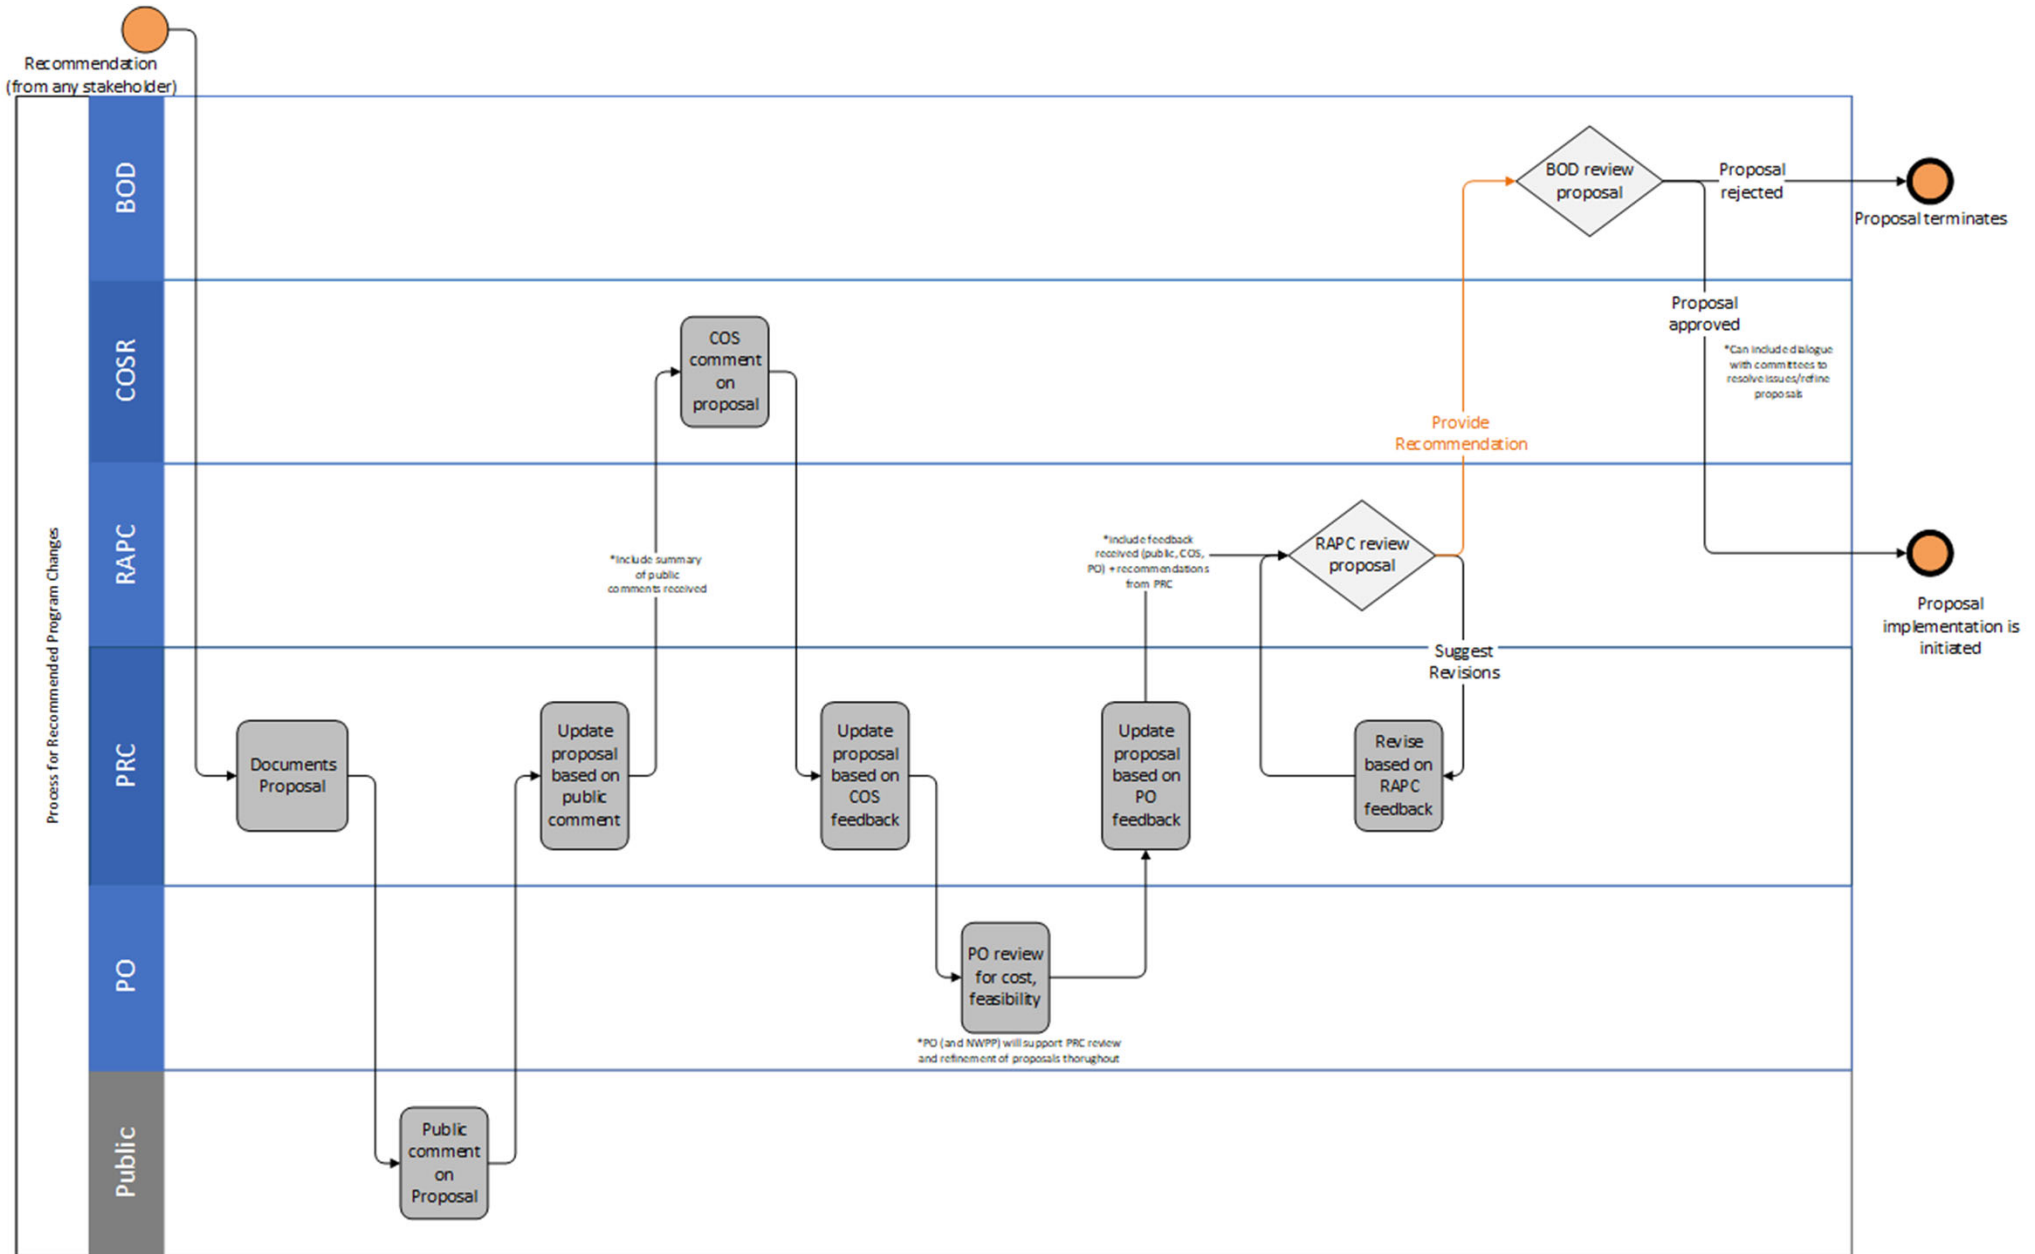 Recommendation
(from any stakeholder)
Process for Recommended Program Changes
BOD
BOD review
proposal
Proposal
rejected
Proposal terminates
COSR
COS
comment
on
proposal
Proposal
approved
*Can include dialogue
with committees to
resolve issues/refine
proposals
Provide
Recommendation
RAPC
*Include summary
of public
comments received
*Include feedback
received (public, COS,
PO) + recommendations
from PRC
RAPC review
proposal
Proposal
implementation is
initiated
Suggest
Revisions
PRC
Documents
Proposal
Update
proposal
based on
public
comment
Update
proposal
based on
COS
feedback
Update
proposal
based on
PO
feedback
Revise
based on
RAPC
feedback
PO
PO review
for cost,
feasibility
*PO (and NWPP) will support PRC review
and refinement of proposals thorughout
Public
Public
comment
on
Proposal